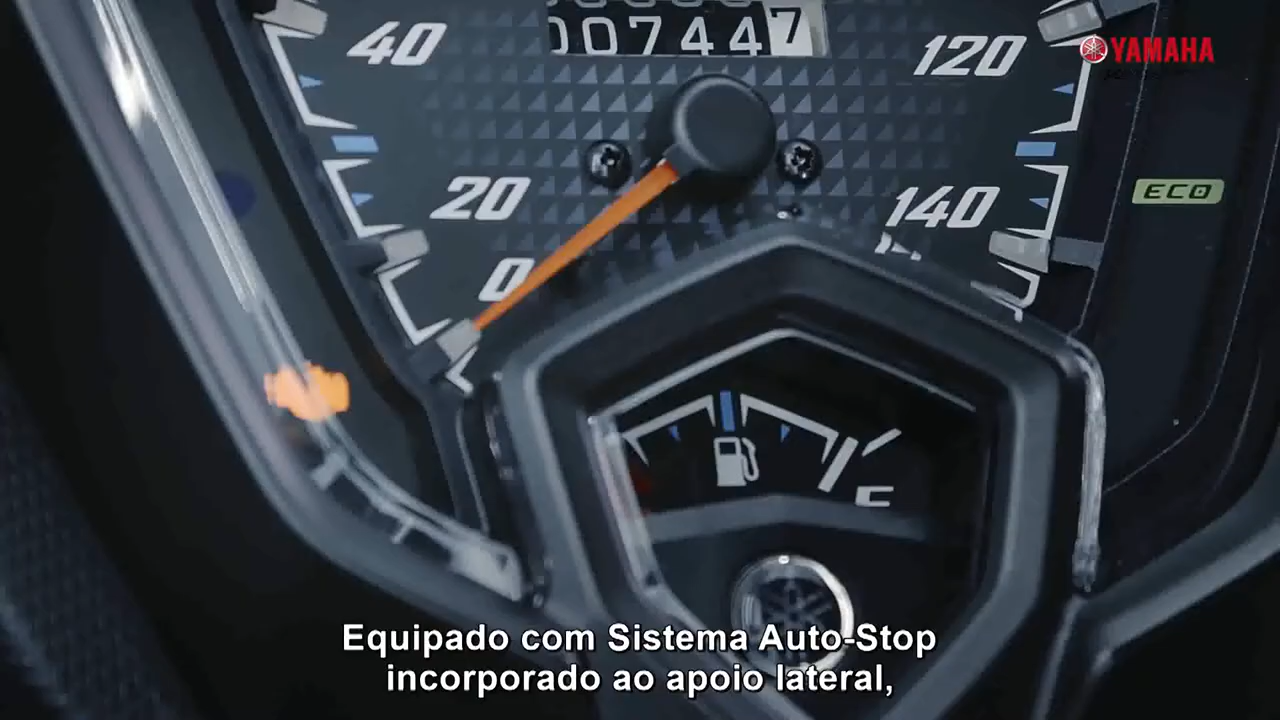 40
007447
120
YAMAHA
ECO
20
140
0
C
Equipado com Sistema Auto-Stop
incorporado ao apoio lateral,